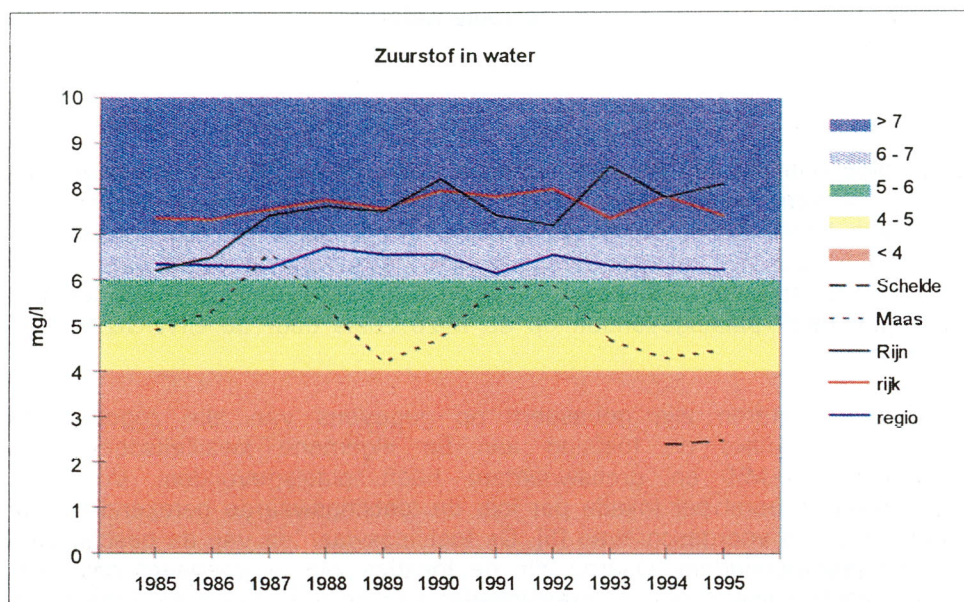 Zuurstof in water
10
9
8
7
6
5
4
3
2
1
0
mg/l
1985 1986 1987 1988 1989 1990 1991 1992 1993 1994 1995
> 7
6 - 7
5 - 6
4 - 5
< 4
Schelde
Maas
Rijn
rijk
regio